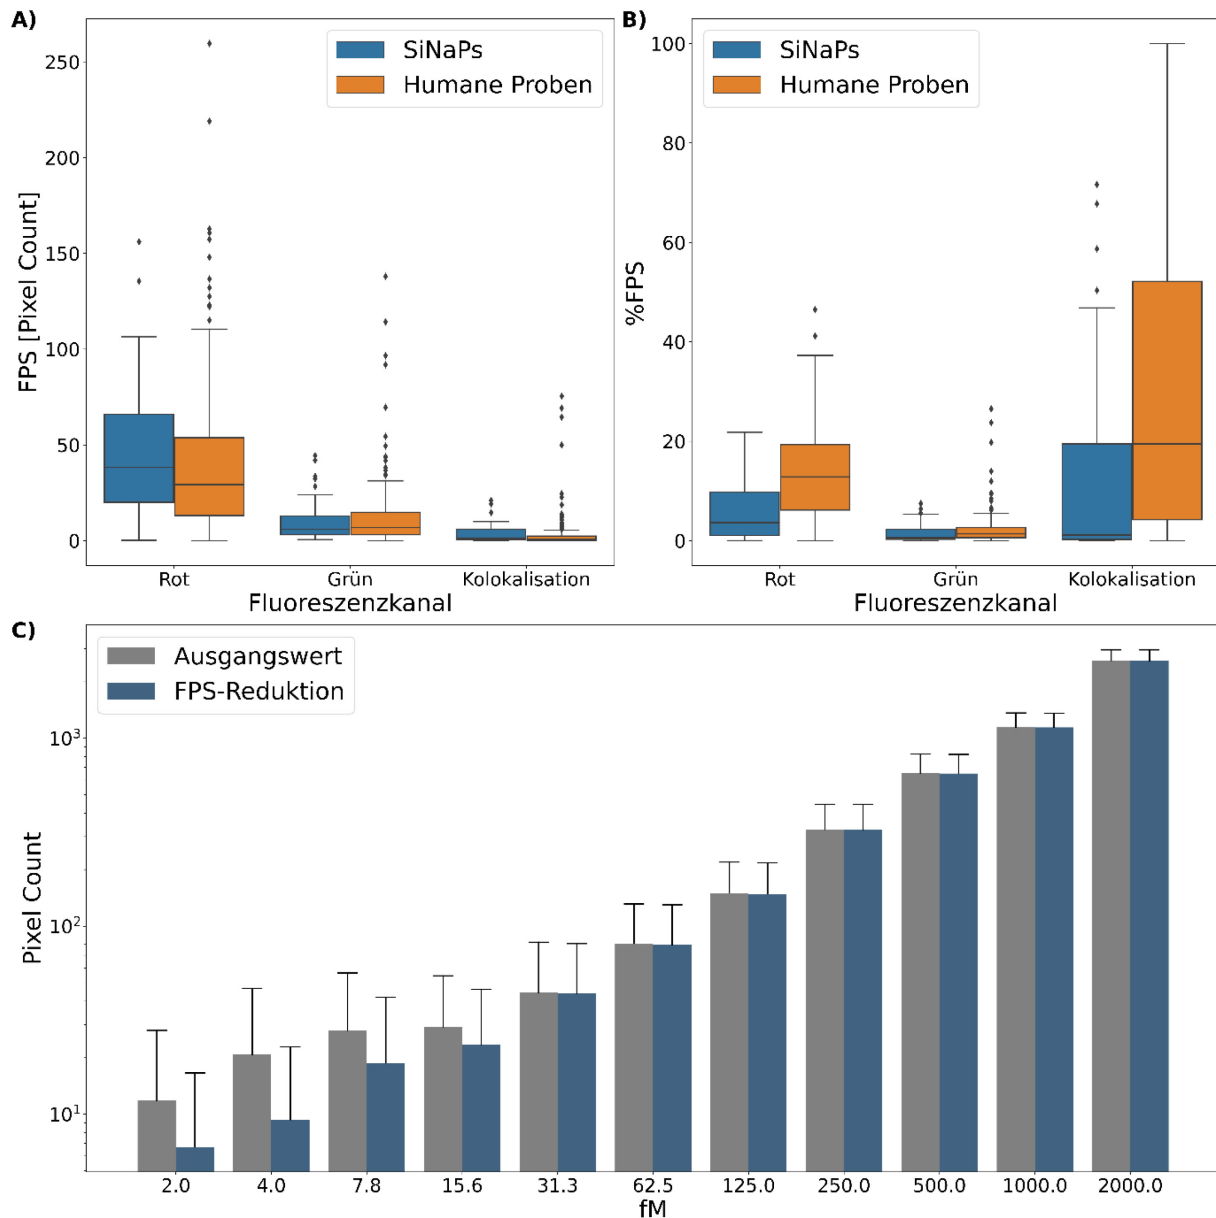 A)
SiNaPs
Humane Proben
FPS [Pixel Count]
250
200
150
100
50
0
Rot
Grün
Kolokalisation
Fluoreszenzkanal
B)
SiNaPs
Humane Proben
%FPS
100
80
60
40
20
0
Rot
Grün
Kolokalisation
Fluoreszenzkanal
C)
Ausgangswert
FPS-Reduktion
Pixel Count
10³
10²
10¹
2.0 4.0 7.8 15.6 31.3 62.5 125.0 250.0 500.0 1000.0 2000.0
fM